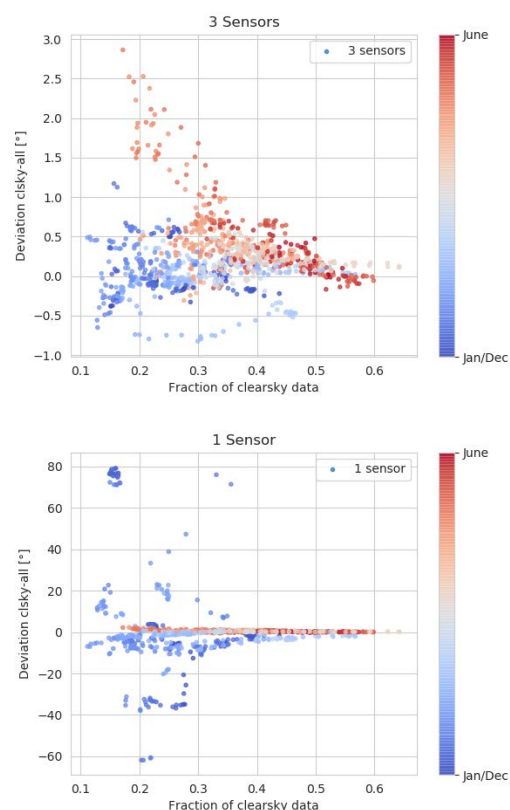 3 Sensors
June
3 sensors
3.0
2.5
2.0
1.5
1.0
0.5
0.0
−0.5
−1.0
Deviation clsky-all [°]
Jan/Dec
0.1 0.2 0.3 0.4 0.5 0.6
Fraction of clearsky data
1 Sensor
June
1 sensor
80
60
40
20
0
−20
−40
−60
Deviation clsky-all [°]
Jan/Dec
0.1 0.2 0.3 0.4 0.5 0.6
Fraction of clearsky data